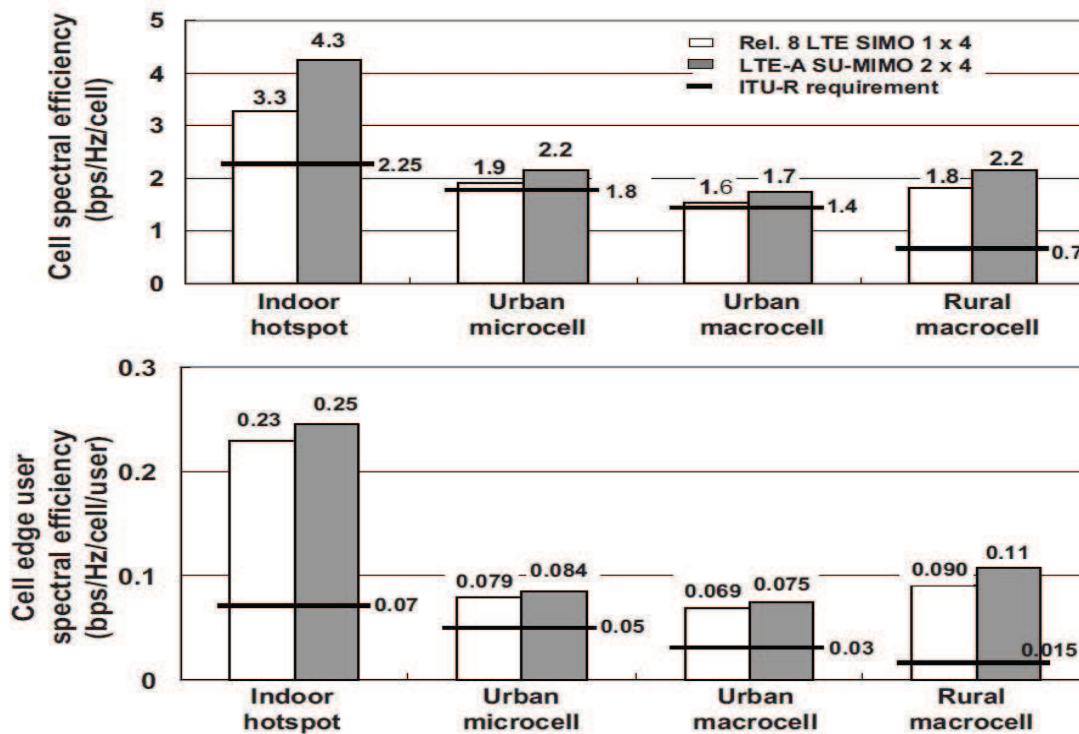 Cell spectral efficiency
(bps/Hz/cell)
5
4
3
2
1
0
Rel. 8 LTE SIMO 1 x 4
LTE-A SU-MIMO 2 x 4
ITU-R requirement
3.3
4.3
2.25
1.9
2.2
1.8
1.6
1.7
1.4
1.8
2.2
0.7
Indoor
hotspot
Urban
microcell
Urban
macrocell
Rural
macrocell
Cell edge user
spectral efficiency
(bps/Hz/cell/user)
0.3
0.2
0.1
0
0.23
0.25
0.07
0.079
0.084
0.05
0.069
0.075
0.03
0.090
0.11
0.015
Indoor
hotspot
Urban
microcell
Urban
macrocell
Rural
macrocell